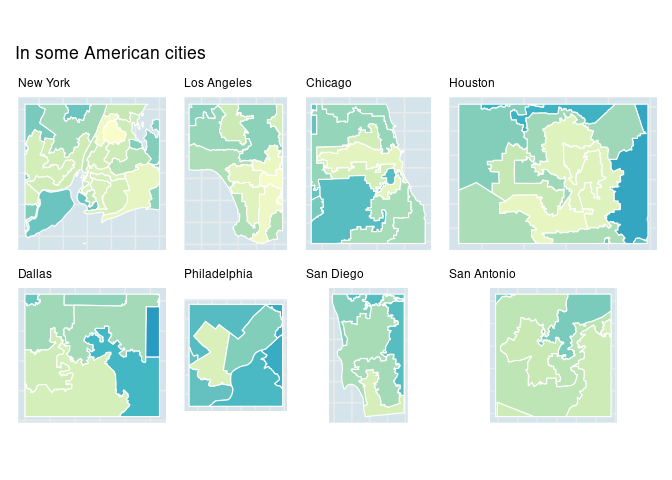 In some American cities
New York
Los Angeles
Chicago
Houston
Dallas
Philadelphia
San Diego
San Antonio